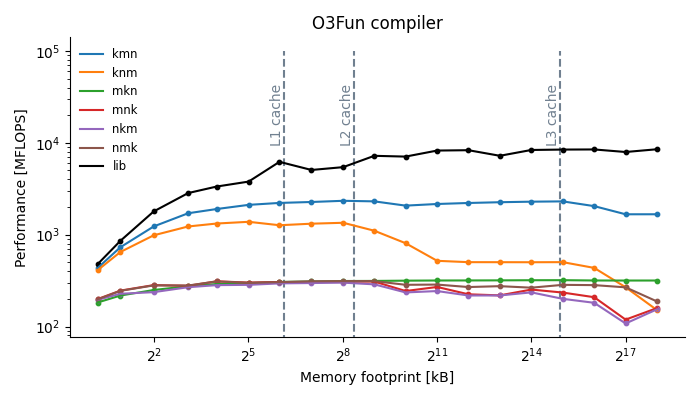 O3Fun compiler
Performance [MFLOPS]
10^5
10^4
10^3
10^2
kmn
knm
mkn
mnk
nkm
nmk
lib
L1 cache
L2 cache
L3 cache
2^2
2^5
2^8
2^11
2^14
2^17
Memory footprint [kB]